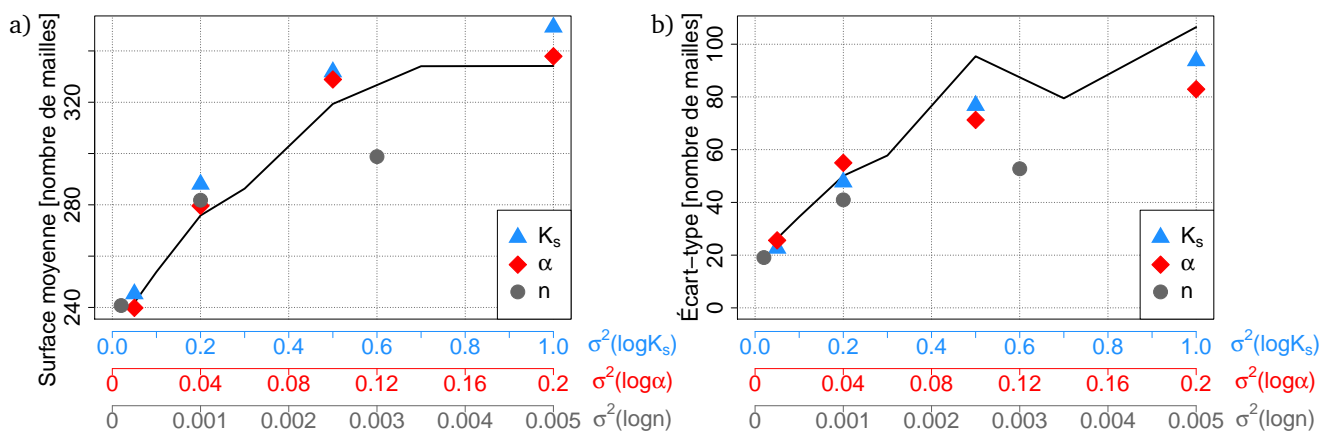 a)
Surface moyenne [nombre de mailles]
240 280 320
K_s
α
n
0.0 0.2 0.4 0.6 0.8 1.0 σ²(logK_s)
0 0.04 0.08 0.12 0.16 0.2 σ²(logα)
0 0.001 0.002 0.003 0.004 0.005 σ²(logn)
b)
Écart−type [nombre de mailles]
0 20 40 60 80 100
K_s
α
n
0.0 0.2 0.4 0.6 0.8 1.0 σ²(logK_s)
0 0.04 0.08 0.12 0.16 0.2 σ²(logα)
0 0.001 0.002 0.003 0.004 0.005 σ²(logn)